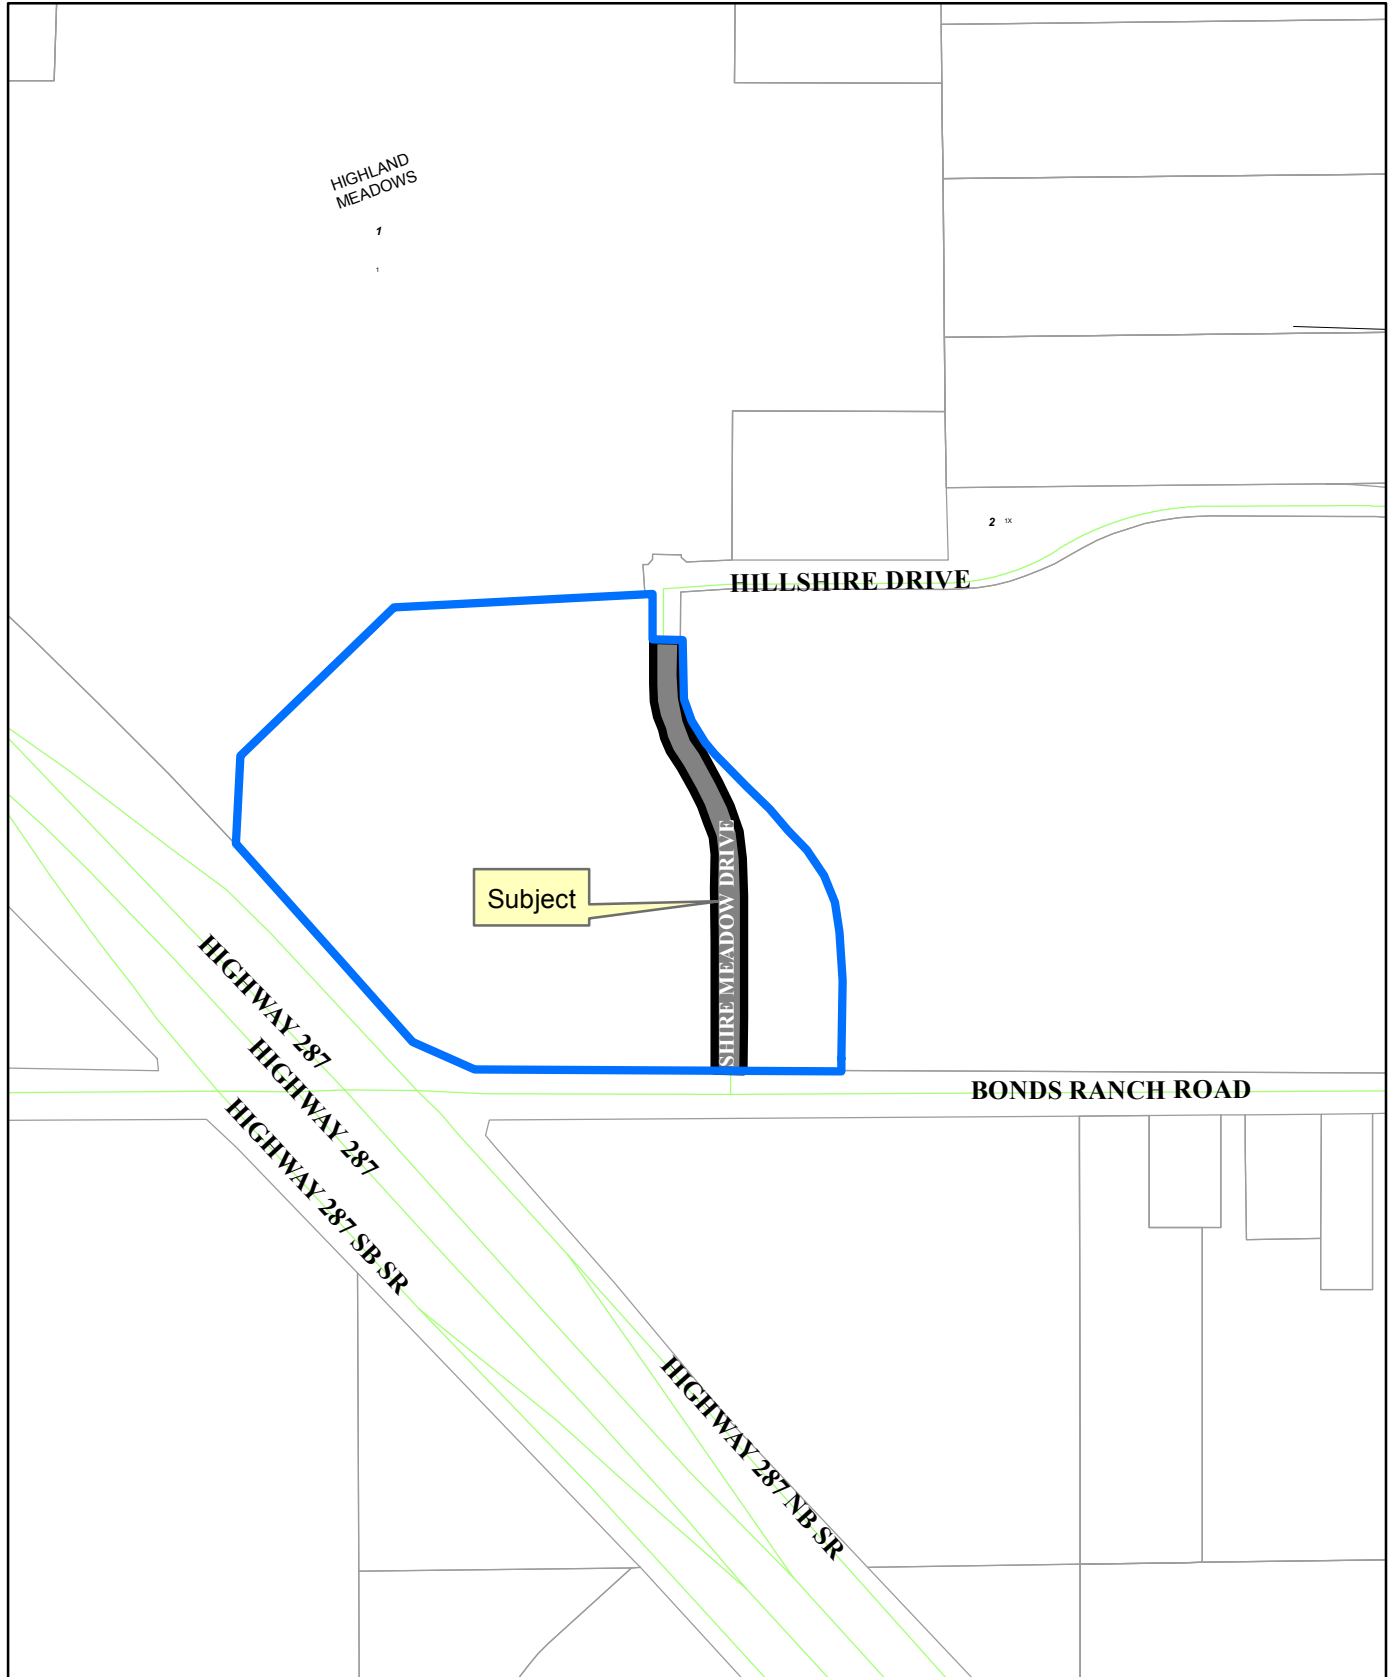 HIGHLAND
MEADOWS
1
1
2 1X
HILLSHIRE DRIVE
Subject
SHIRE MEADOW DRIVE
HIGHWAY 287
HIGHWAY 287
HIGHWAY 287 SB SR
BONDS RANCH ROAD
HIGHWAY 287 NB SR